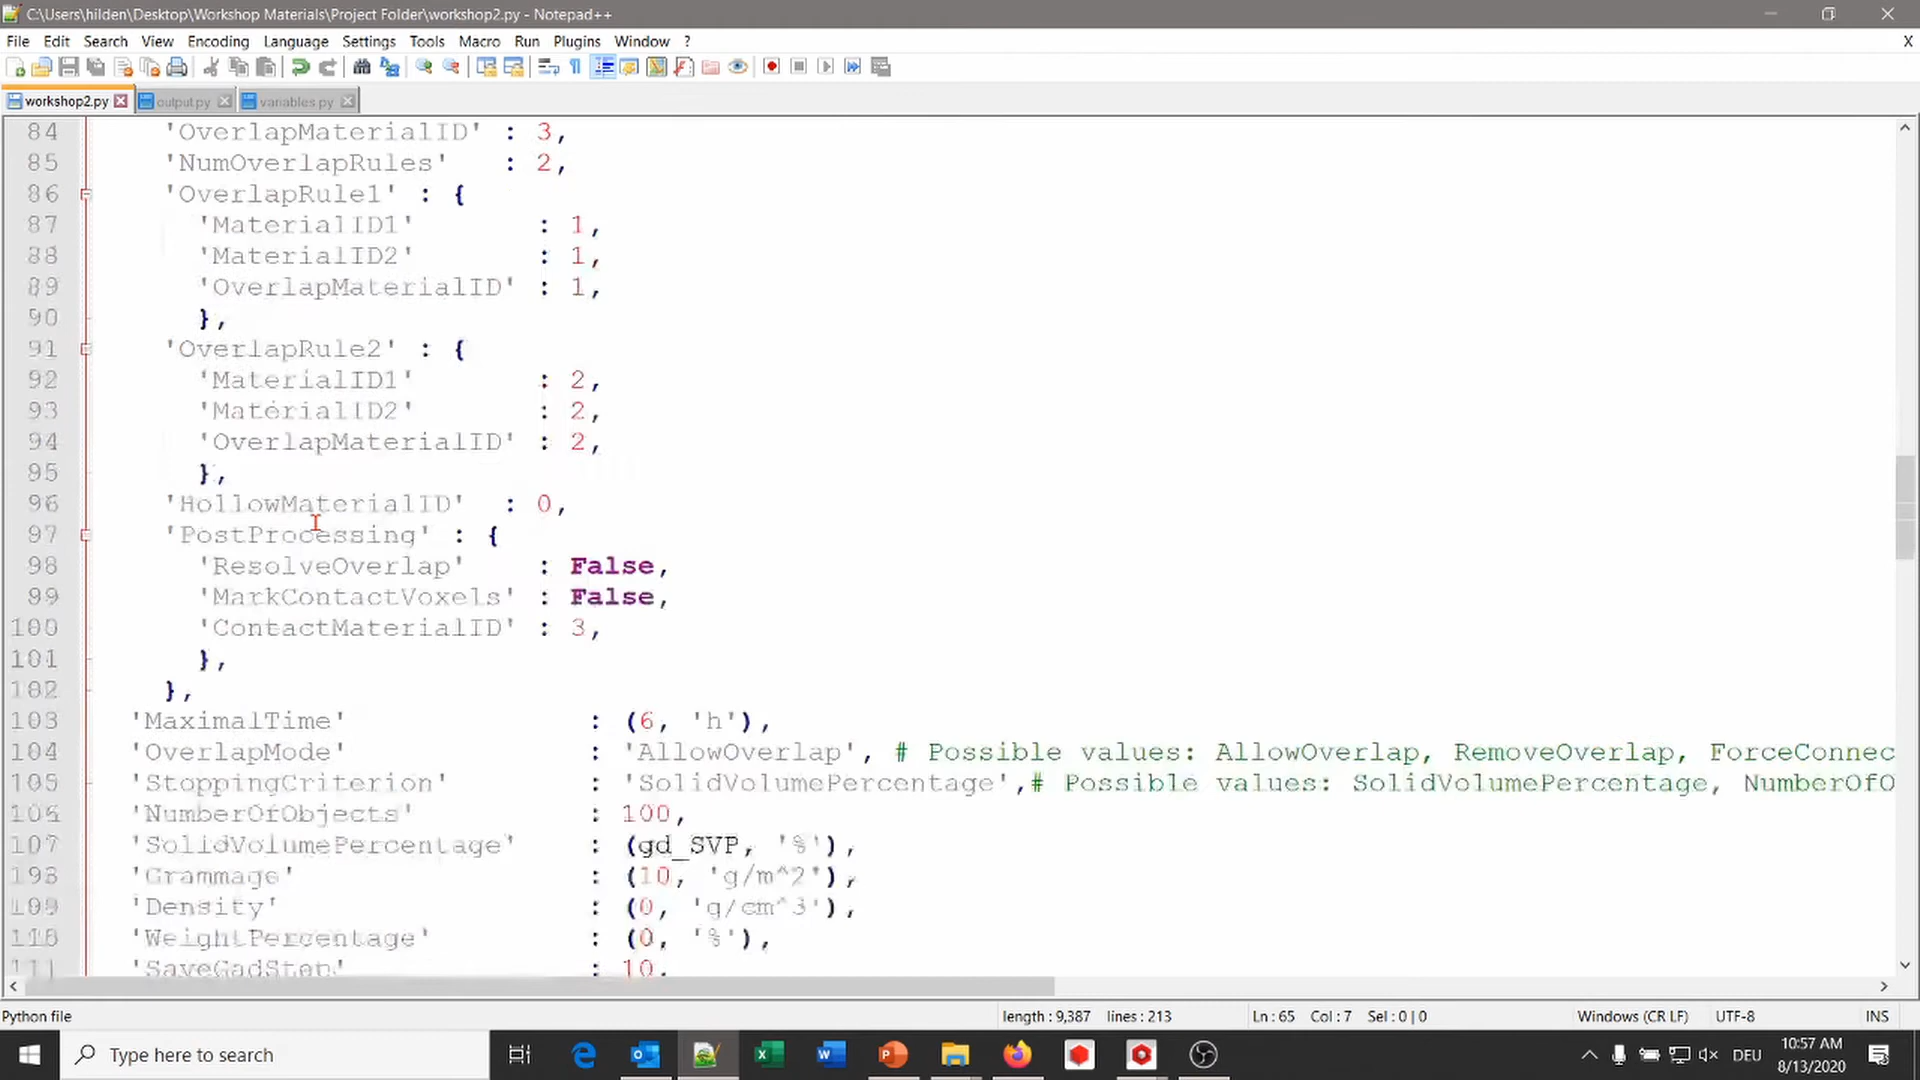 C:\Users\hilden\Desktop\Workshop Materials\Project Folder\workshop2.py - Notepad++
File Edit Search View Encoding Language Settings Tools Macro Run Plugins Window ? X
workshop2.py output.py variables.py
84 'OverlapMaterialID' : 3,
85 'NumOverlapRules' : 2,
86 'OverlapRule1' : {
87 'MaterialID1' : 1,
88 'MaterialID2' : 1,
89 'OverlapMaterialID' : 1,
90 },
91 'OverlapRule2' : {
92 'MaterialID1' : 2,
93 'MaterialID2' : 2,
94 'OverlapMaterialID' : 2,
95 },
96 'HollowMaterialID' : 0,
97 'PostProcessing' : {
98 'ResolveOverlap' : False,
99 'MarkContactVoxels' : False,
100 'ContactMaterialID' : 3,
101 },
102 },
103 'MaximalTime' : (6, 'h'),
104 'OverlapMode' : 'AllowOverlap', # Possible values: AllowOverlap, RemoveOverlap, ForceConnec
105 'StoppingCriterion' : 'SolidVolumePercentage',# Possible values: SolidVolumePercentage, NumberOfO
106 'NumberOfObjects' : 100,
107 'SolidVolumePercentage' : (gd_SVP, '%'),
'Grammage' : (10, 'g/m^2'),
'Density' : (0, 'g/cm^3'),
'WeightPercentage' : (0, '%'),
111 'SaveGadStep' : 10,
Python file length : 9,387 lines : 213 Ln : 65 Col : 7 Sel : 0 | 0 Windows (CR LF) UTF-8 INS
Type here to search DEU 10:57 AM
8/13/2020